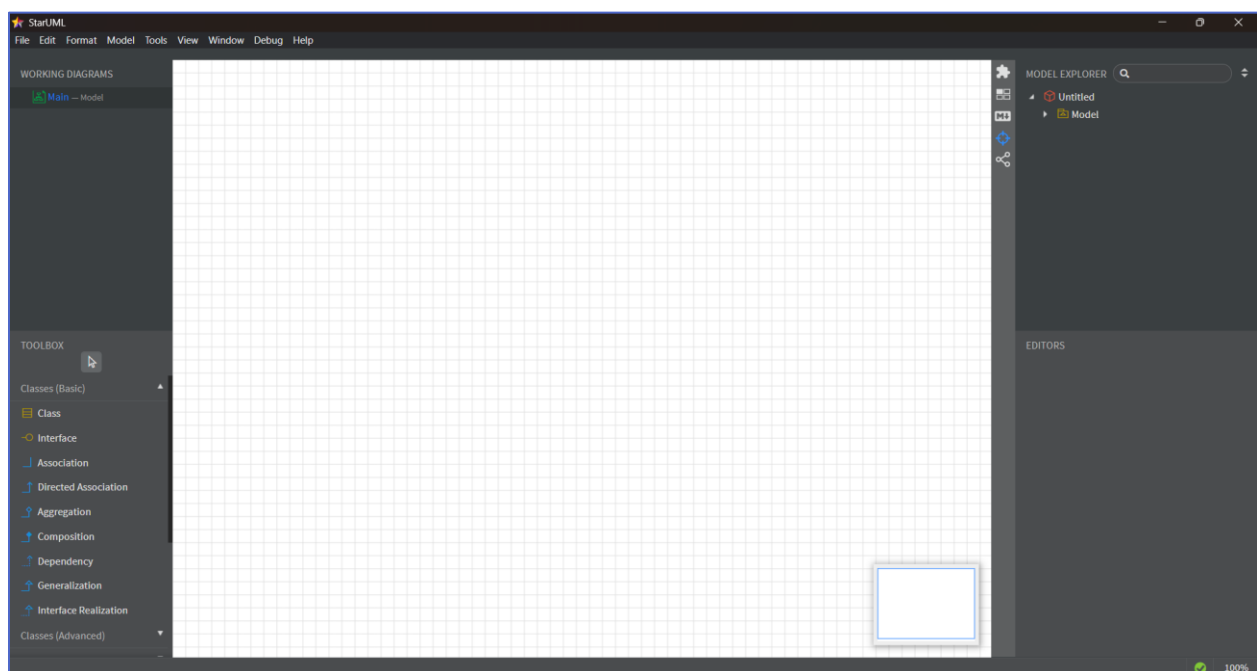 StarUML
File Edit Format Model Tools View Window Debug Help
WORKING DIAGRAMS
Main — Model
TOOLBOX
Classes (Basic)
Class
Interface
Association
Directed Association
Aggregation
Composition
Dependency
Generalization
Interface Realization
Classes (Advanced)
M
MODEL EXPLORER
Untitled
Model
EDITORS
100%